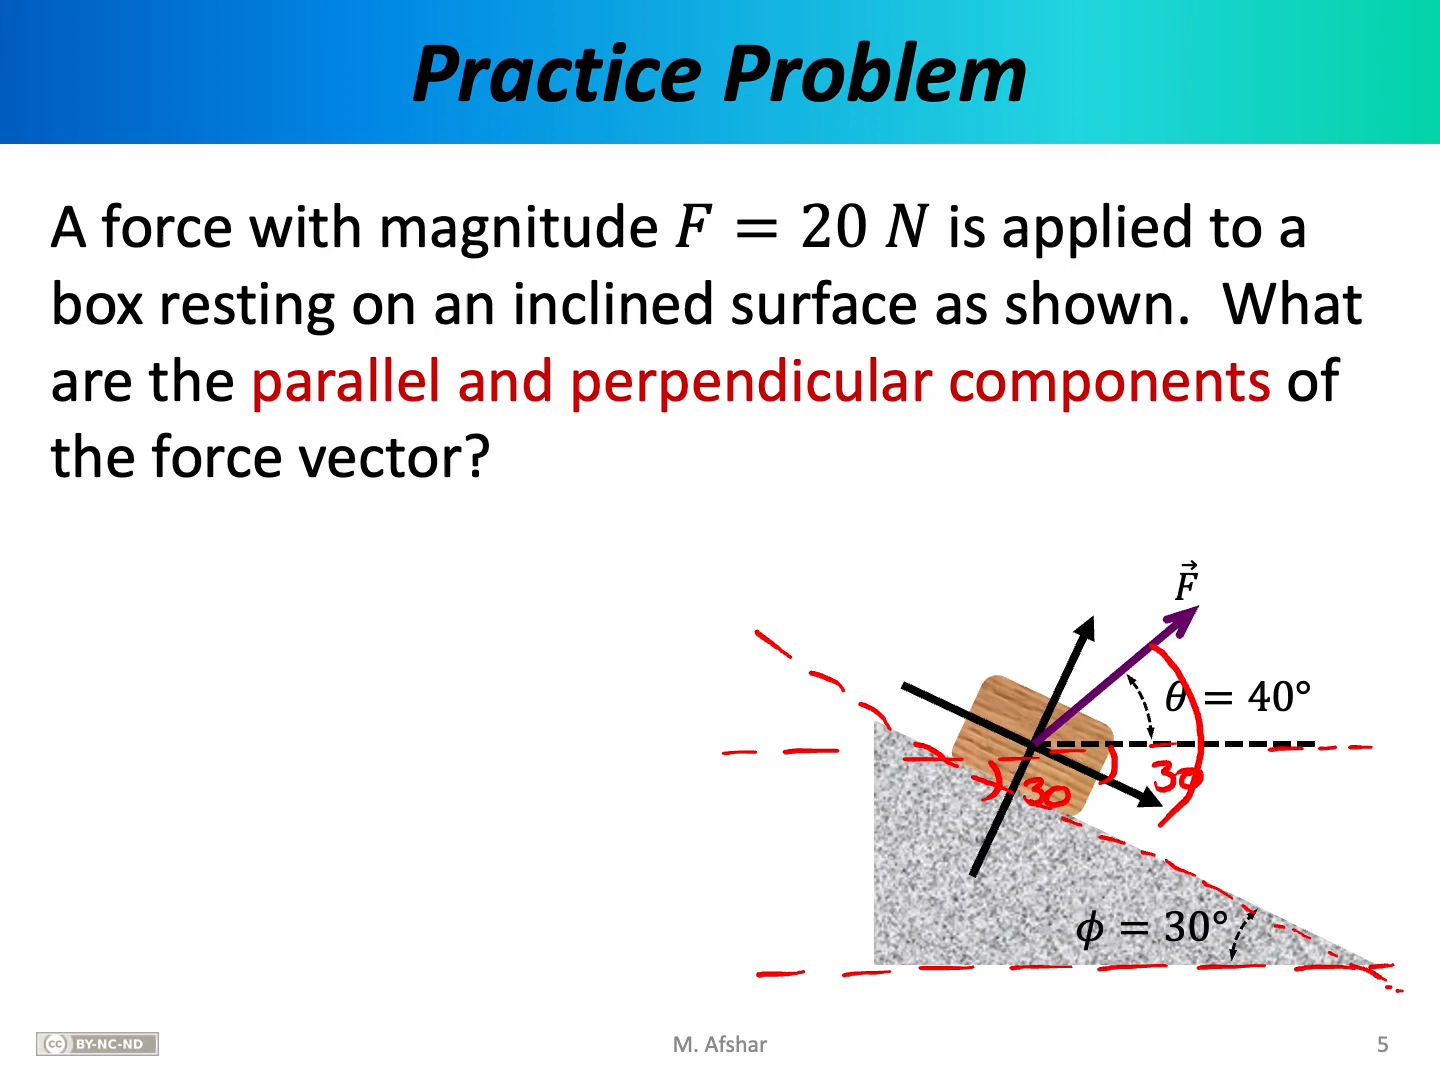 Practice Problem
A force with magnitude F = 20 N is applied to a
box resting on an inclined surface as shown. What
are the parallel and perpendicular components of
the force vector?
F⃗
θ = 40°
30
30
ϕ = 30°
cc BY-NC-ND
M. Afshar
5